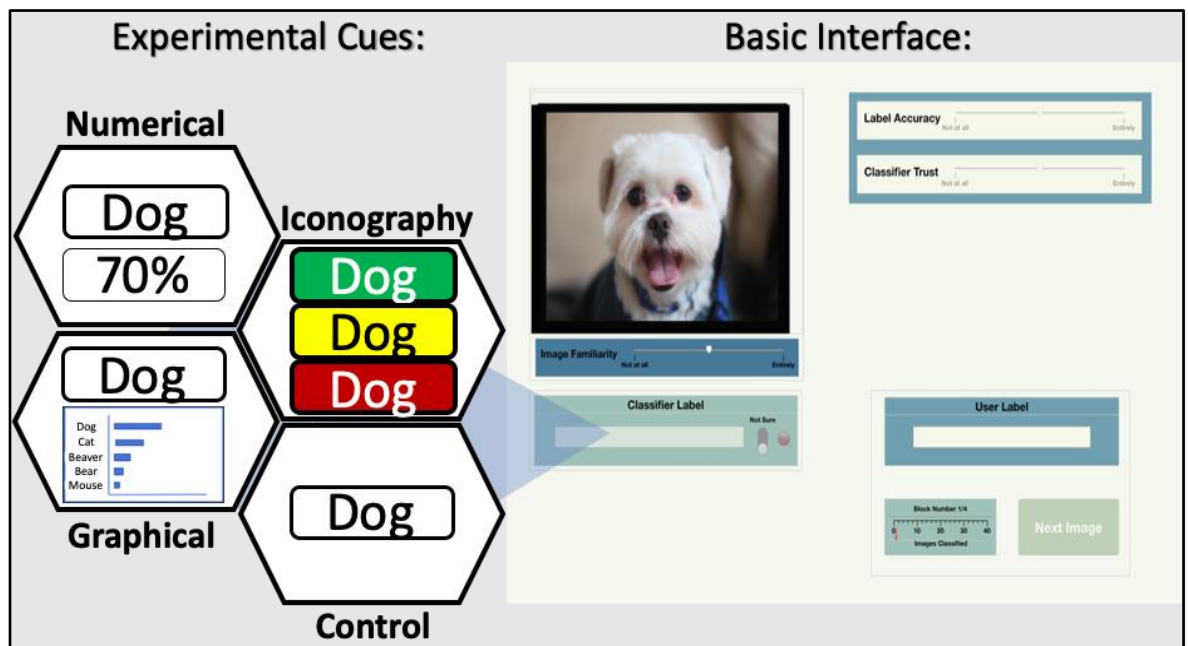 Experimental Cues:
Basic Interface:
Numerical
Dog
70%
Iconography
Dog
Dog
Dog
Dog
Dog
Cat
Beaver
Bear
Mouse
Graphical
Dog
Control
Label Accuracy
Not at all
Entirely
Classifier Trust
Not at all
Entirely
Image Familiarity
Not at all
Entirely
Classifier Label
Not Sure
User Label
Block Number 1/4
0 10 20 30 40
Images Classified
Next Image